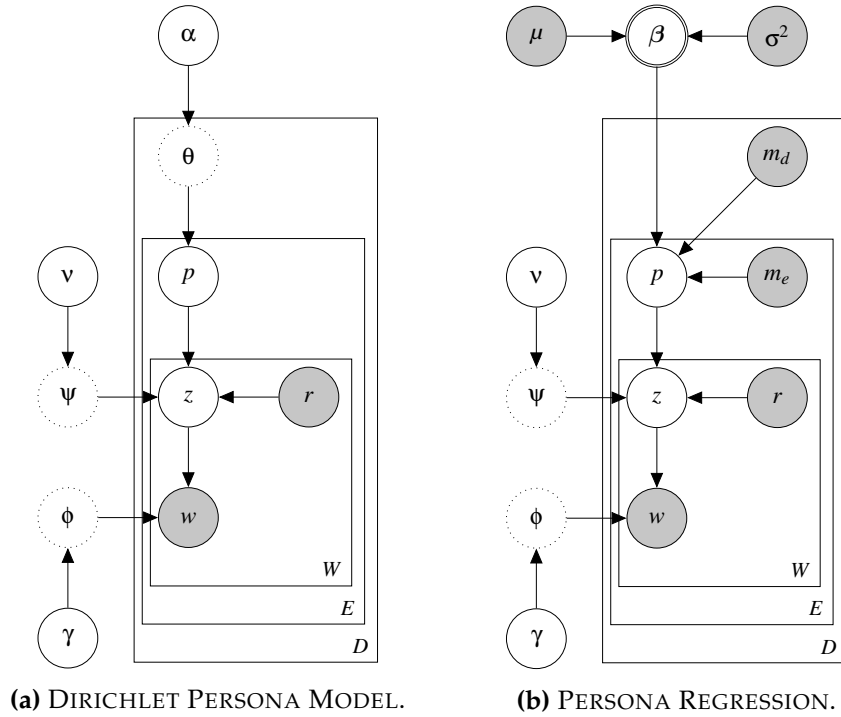 α
θ
ν
p
ψ
z
r
ϕ
w
W
E
γ
D
(a) DIRICHLET PERSONA MODEL.
μ
β
σ²
m_d
ν
p
m_e
ψ
z
r
ϕ
w
W
E
γ
D
(b) PERSONA REGRESSION.